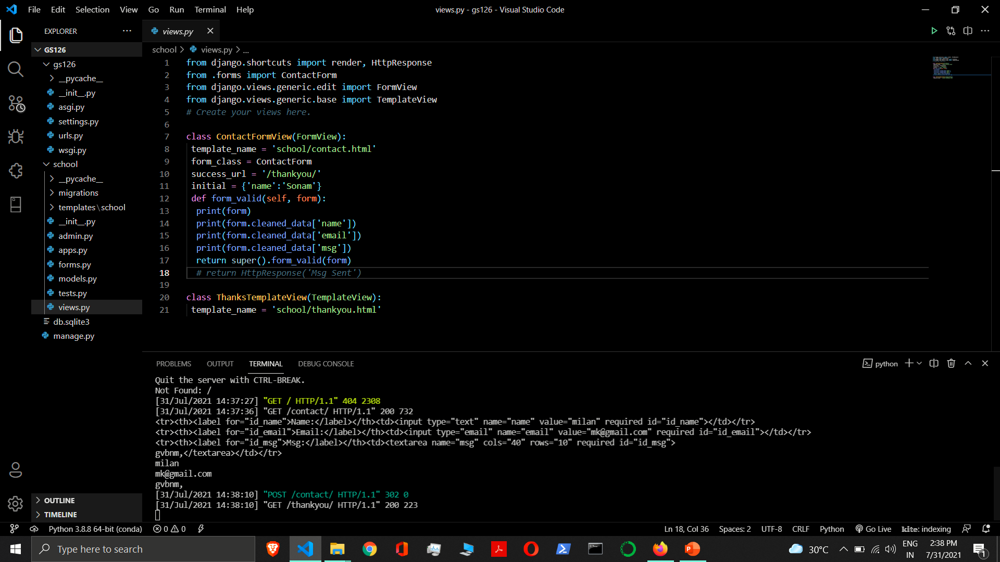 File Edit Selection View Go Run Terminal Help
views.py - gs126 - Visual Studio Code
EXPLORER
GS126
gs126
__pycache__
__init__.py
asgi.py
settings.py
urls.py
wsgi.py
school
__pycache__
migrations
templates\school
__init__.py
admin.py
apps.py
forms.py
models.py
tests.py
views.py
db.sqlite3
manage.py
OUTLINE
TIMELINE
views.py
school > views.py > ...
1 from django.shortcuts import render, HttpResponse
2 from .forms import ContactForm
3 from django.views.generic.edit import FormView
4 from django.views.generic.base import TemplateView
5 # Create your views here.
6
7 class ContactFormView(FormView):
8 template_name = 'school/contact.html'
9 form_class = ContactForm
10 success_url = '/thankyou/'
11 initial = {'name':'Sonam'}
12 def form_valid(self, form):
13 print(form)
14 print(form.cleaned_data['name'])
15 print(form.cleaned_data['email'])
16 print(form.cleaned_data['msg'])
17 return super().form_valid(form)
18 # return HttpResponse('Msg Sent')
19
20 class ThanksTemplateView(TemplateView):
21 template_name = 'school/thankyou.html'
PROBLEMS OUTPUT TERMINAL DEBUG CONSOLE
python
Quit the server with CTRL-BREAK.
Not Found: /
[31/Jul/2021 14:37:27] "GET / HTTP/1.1" 404 2308
[31/Jul/2021 14:37:36] "GET /contact/ HTTP/1.1" 200 732
<tr><th><label for="id_name">Name:</label></th><td><input type="text" name="name" value="milan" required id="id_name"></td></tr>
<tr><th><label for="id_email">Email:</label></th><td><input type="email" name="email" value="mk@gmail.com" required id="id_email"></td></tr>
<tr><th><label for="id_msg">Msg:</label></th><td><textarea name="msg" cols="40" rows="10" required id="id_msg">
gvbnm,</textarea></td></tr>
milan
mk@gmail.com
gvbnm,
[31/Jul/2021 14:38:10] "POST /contact/ HTTP/1.1" 302 0
[31/Jul/2021 14:38:10] "GET /thankyou/ HTTP/1.1" 200 223
Python 3.8.8 64-bit (conda) 0 0
Ln 18, Col 36 Spaces: 2 UTF-8 CRLF Python Go Live kite: indexing
Type here to search
30°C
ENG
IN
2:38 PM
7/31/2021
1